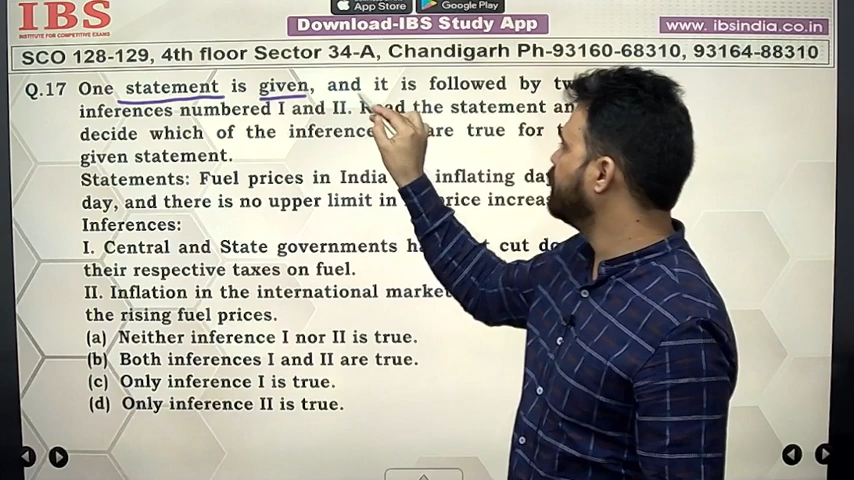 IBS
INSTITUTE FOR COMPETITIVE EXAMS
App Store
Google Play
Download-IBS Study App
www. ibsindia.co.in
SCO 128-129, 4th floor Sector 34-A, Chandigarh Ph-93160-68310, 93164-88310
Q.17 One statement is given, and it is followed by
inferences numbered I and II. Read the statement
decide which of the are true for
given statement.
Statements: Fuel prices in India inflating
day, and there is no upper limit in
Inferences:
I. Central and State governments cut
their respective taxes on fuel.
II. Inflation in the international market
the rising fuel prices.
(a) Neither inference I nor II is true.
(b) Both inferences I and II are true.
(c) Only inference I is true.
(d) Only inference II is true.